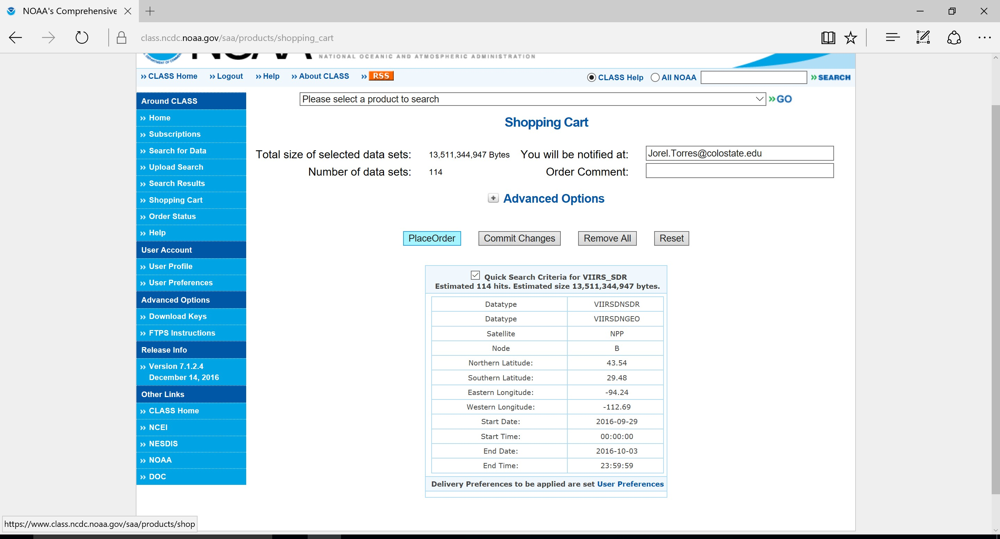 NOAA's Comprehensive
class.ncdc.noaa.gov/saa/products/shopping_cart
DEPARTMENT OF COMME
NATIONAL OCEANIC AND ATMOSPHERIC ADMINISTRATION
» CLASS Home » Logout » Help » About CLASS » RSS
CLASS Help All NOAA » SEARCH
Please select a product to search » GO
Around CLASS
» Home
» Subscriptions
» Search for Data
» Upload Search
» Search Results
» Shopping Cart
» Order Status
» Help
User Account
» User Profile
» User Preferences
Advanced Options
» Download Keys
» FTPS Instructions
Release Info
» Version 7.1.2.4
December 14, 2016
Other Links
» CLASS Home
» NCEI
» NESDIS
» NOAA
» DOC
Shopping Cart
Total size of selected data sets: 13,511,344,947 Bytes You will be notified at: Jorel.Torres@colostate.edu
Number of data sets: 114 Order Comment:
Advanced Options
PlaceOrder Commit Changes Remove All Reset
Quick Search Criteria for VIIRS_SDR
Estimated 114 hits. Estimated size 13,511,344,947 bytes.
Datatype VIIRSDNSDR
Datatype VIIRSDNGEO
Satellite NPP
Node B
Northern Latitude: 43.54
Southern Latitude: 29.48
Eastern Longitude: -94.24
Western Longitude: -112.69
Start Date: 2016-09-29
Start Time: 00:00:00
End Date: 2016-10-03
End Time: 23:59:59
Delivery Preferences to be applied are set User Preferences
https://www.class.ncdc.noaa.gov/saa/products/shop